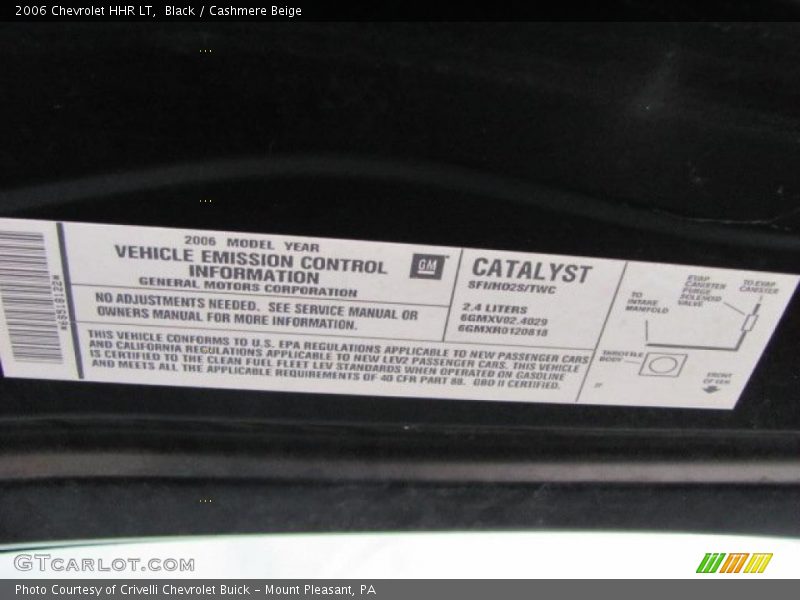 2006 Chevrolet HHR LT,  Black / Cashmere Beige
2006 MODEL YEAR
VEHICLE EMISSION CONTROL
INFORMATION
GENERAL MOTORS CORPORATION
GM
NO ADJUSTMENTS NEEDED. SEE SERVICE MANUAL OR
OWNERS MANUAL FOR MORE INFORMATION.
THIS VEHICLE CONFORMS TO U.S. EPA REGULATIONS APPLICABLE TO NEW PASSENGER CARS
AND CALIFORNIA REGULATIONS APPLICABLE TO NEW LEV2 PASSENGER CARS. THIS VEHICLE
IS CERTIFIED TO THE CLEAN FUEL FLEET LEV STANDARDS WHEN OPERATED ON GASOLINE
AND MEETS ALL THE APPLICABLE REQUIREMENTS OF 40 CFR PART 88. OBD II CERTIFIED.
CATALYST
SFI/HO2S/TWC
2.4 LITERS
6GMXV02.4029
6GMXR0120818
TO
INTAKE
MANIFOLD
EVAP
CANISTER
PURGE
SOLENOID
VALVE
TO EVAP
CANISTER
THROTTLE
BODY
FRONT
OF VEH
GTCARLOT.COM
Photo Courtesy of Crivelli Chevrolet Buick – Mount Pleasant, PA